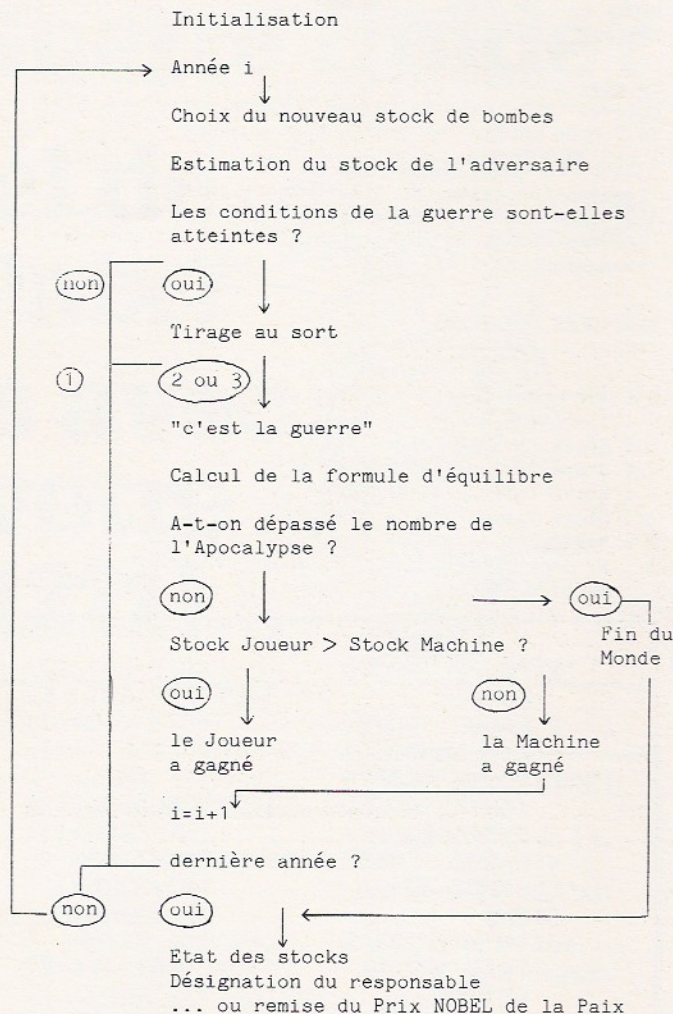 Initialisation
Année i
Choix du nouveau stock de bombes
Estimation du stock de l'adversaire
Les conditions de la guerre sont-elles
atteintes ?
non oui
Tirage au sort
1 2 ou 3
"c'est la guerre"
Calcul de la formule d'équilibre
A-t-on dépassé le nombre de
l'Apocalypse ?
non oui
Fin du
Monde
Stock Joueur > Stock Machine ?
oui non
le Joueur
a gagné
la Machine
a gagné
i=i+1
dernière année ?
non oui
Etat des stocks
Désignation du responsable
... ou remise du Prix NOBEL de la Paix